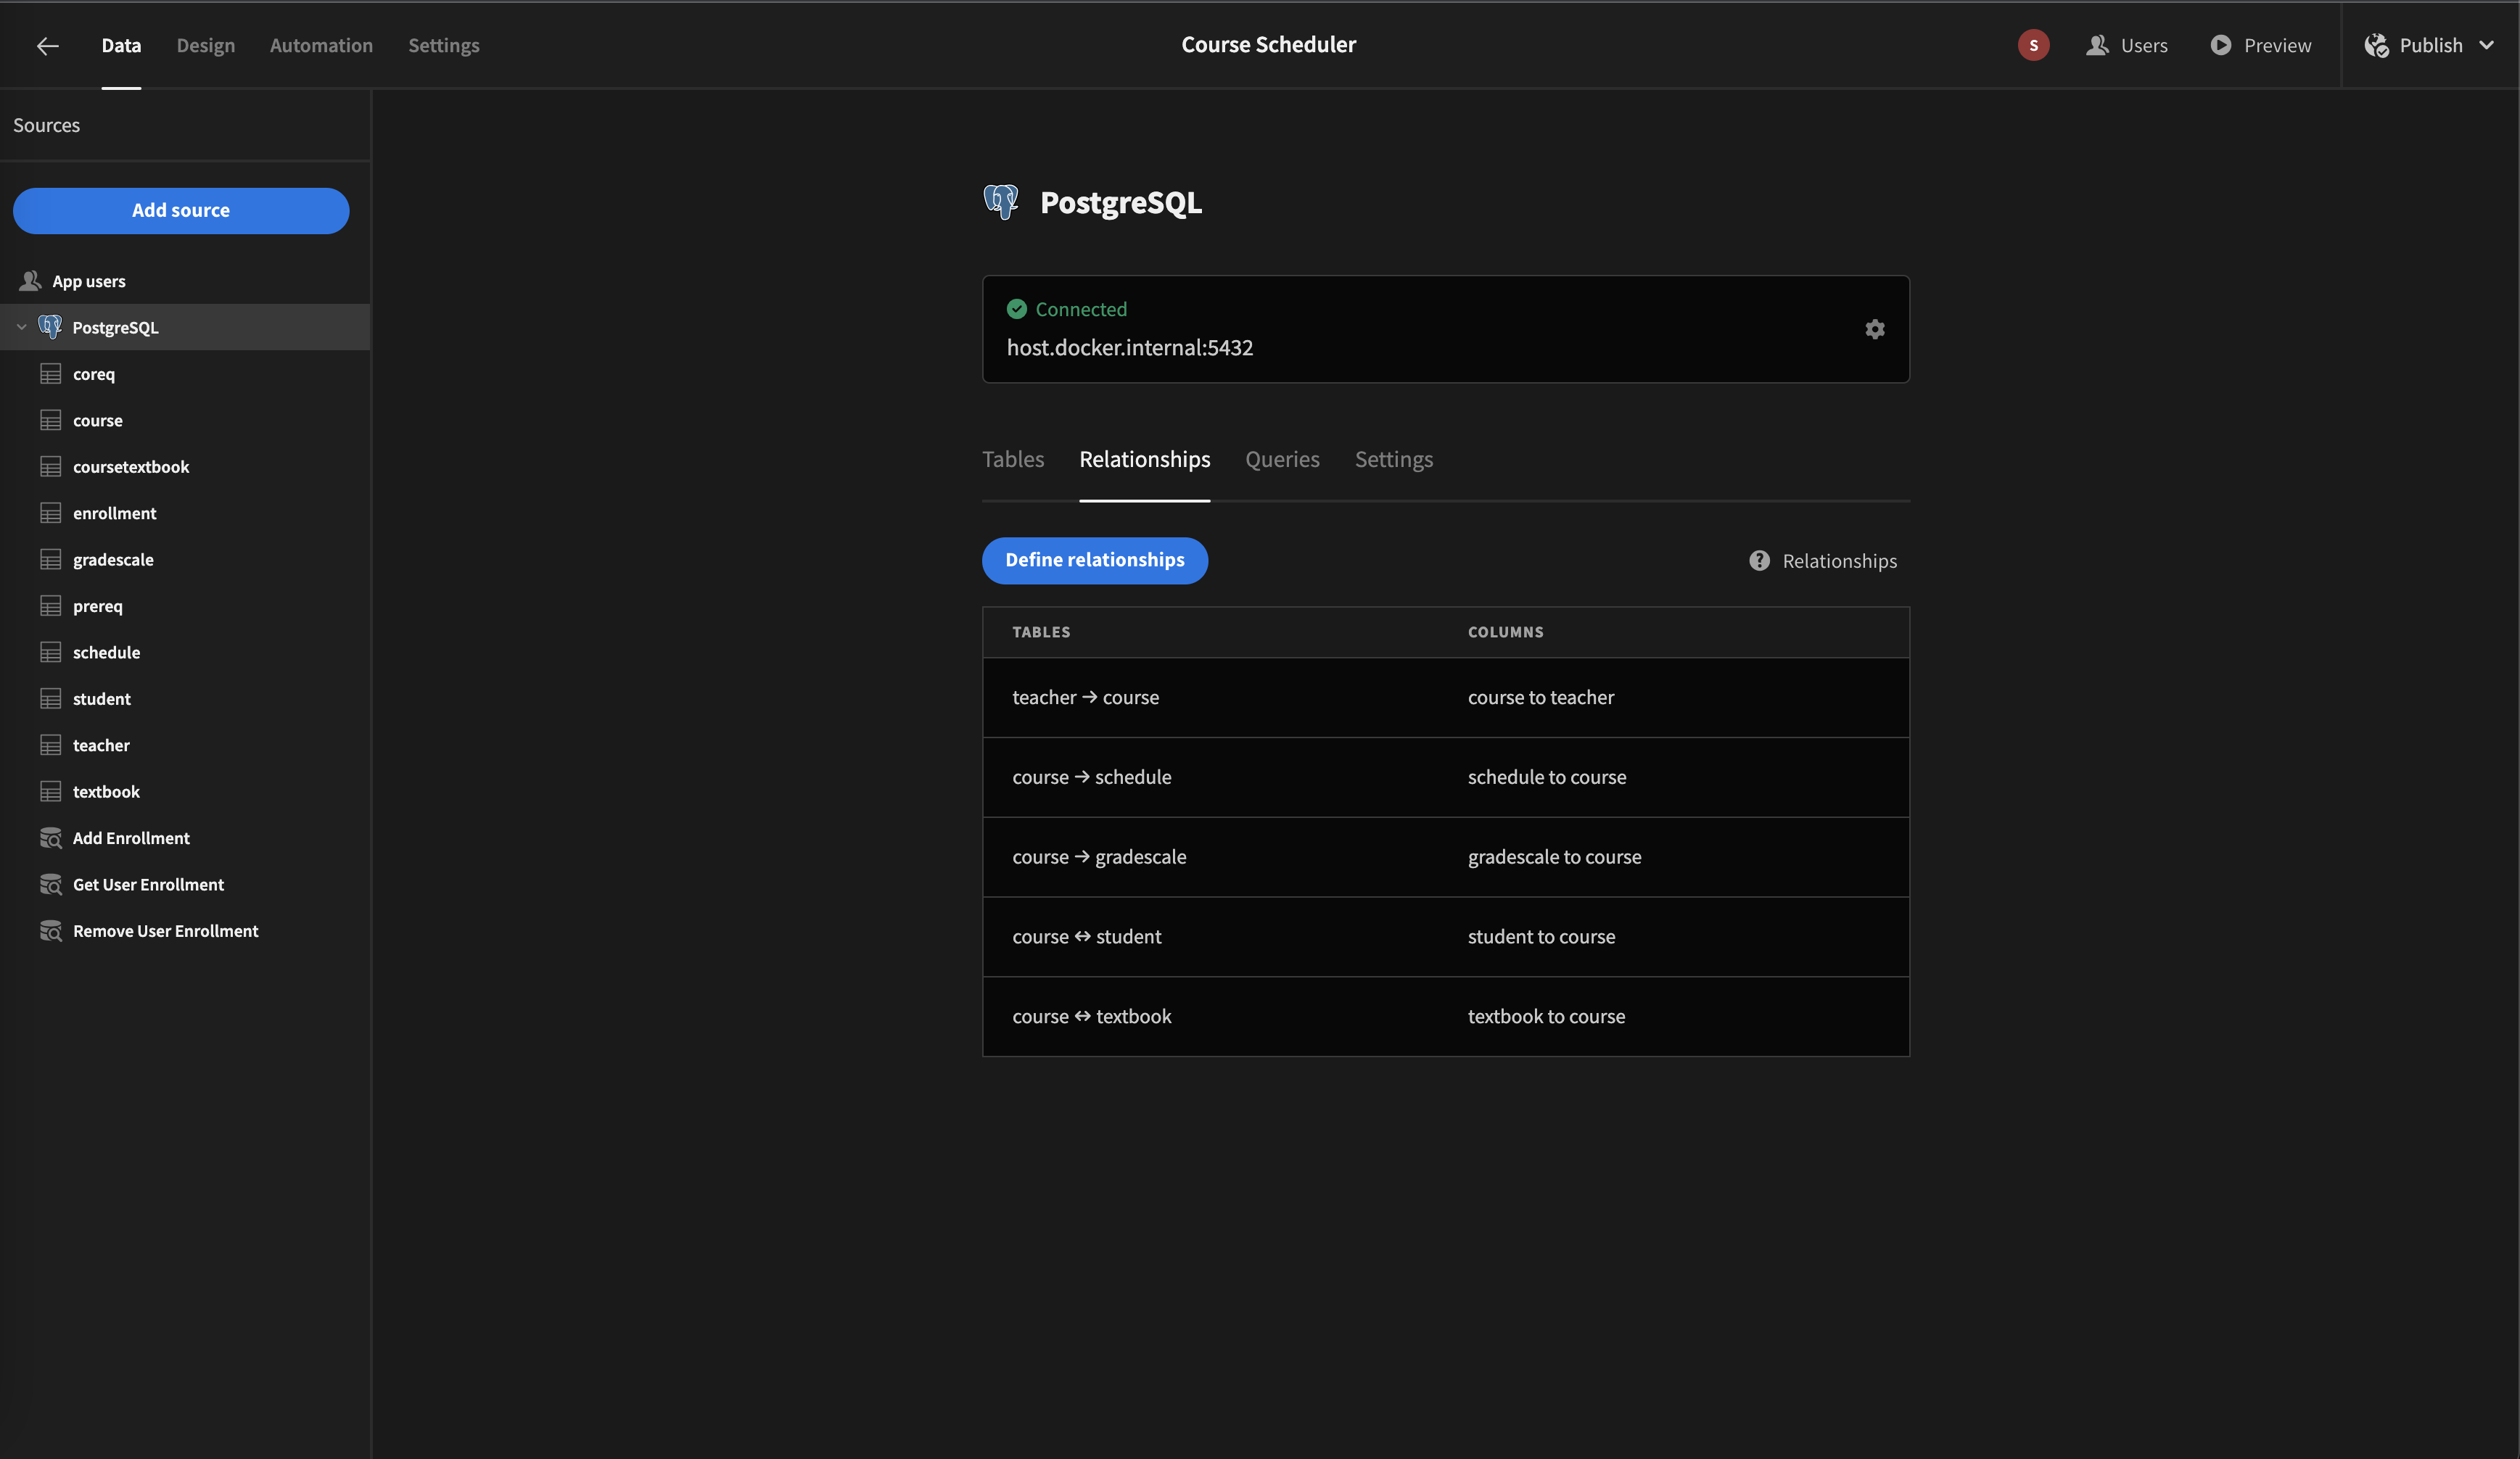 Data Design Automation Settings Course Scheduler S Users Preview Publish
Sources
Add source
App users
PostgreSQL
coreq
course
coursetextbook
enrollment
gradescale
prereq
schedule
student
teacher
textbook
Add Enrollment
Get User Enrollment
Remove User Enrollment
PostgreSQL
Connected
host.docker.internal:5432
Tables Relationships Queries Settings
Define relationships ? Relationships
TABLES COLUMNS
teacher → course course to teacher
course → schedule schedule to course
course → gradescale gradescale to course
course ↔ student student to course
course ↔ textbook textbook to course